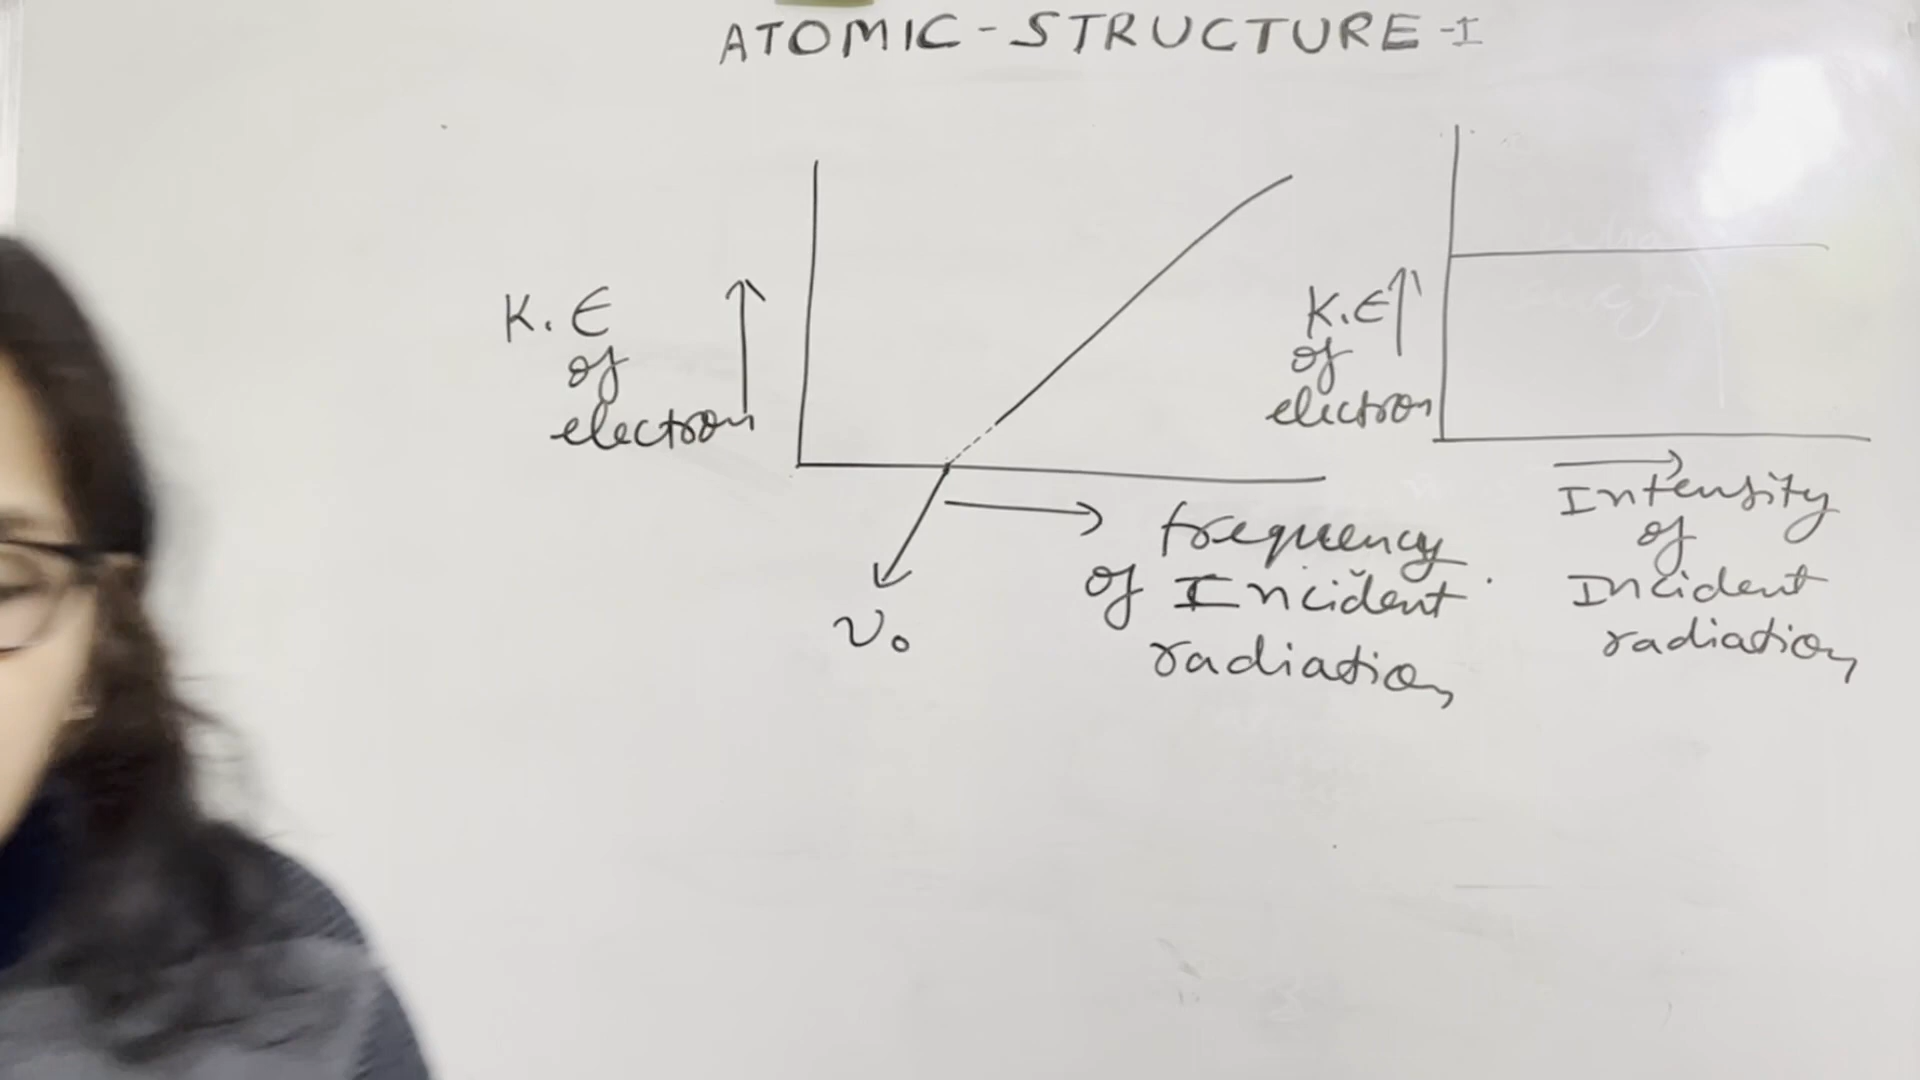 ATOMIC-STRUCTURE-I
K.E
of
electron
ν₀
frequency
of Incident
radiation
K.E
of
electron
Intensity
of
Incident
radiation